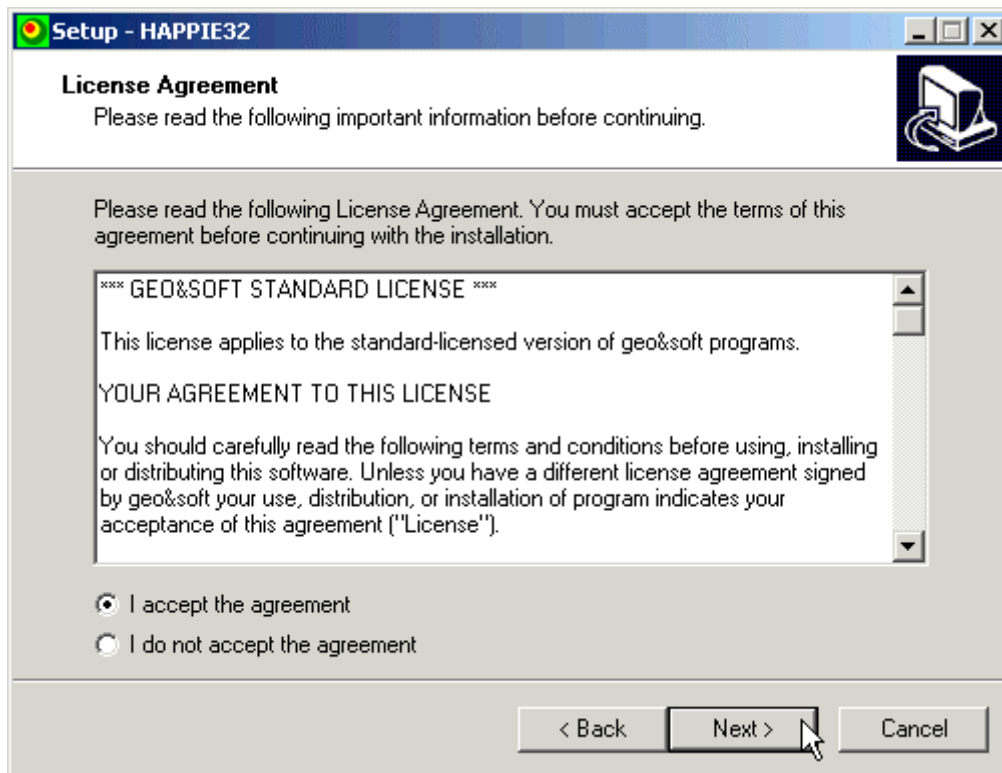 Setup - HAPPIE32
License Agreement
Please read the following important information before continuing.
Please read the following License Agreement. You must accept the terms of this
agreement before continuing with the installation.
*** GEO&SOFT STANDARD LICENSE ***
This license applies to the standard-licensed version of geo&soft programs.
YOUR AGREEMENT TO THIS LICENSE
You should carefully read the following terms and conditions before using, installing
or distributing this software. Unless you have a different license agreement signed
by geo&soft your use, distribution, or installation of program indicates your
acceptance of this agreement ("License").
I accept the agreement
I do not accept the agreement
< Back Next > Cancel